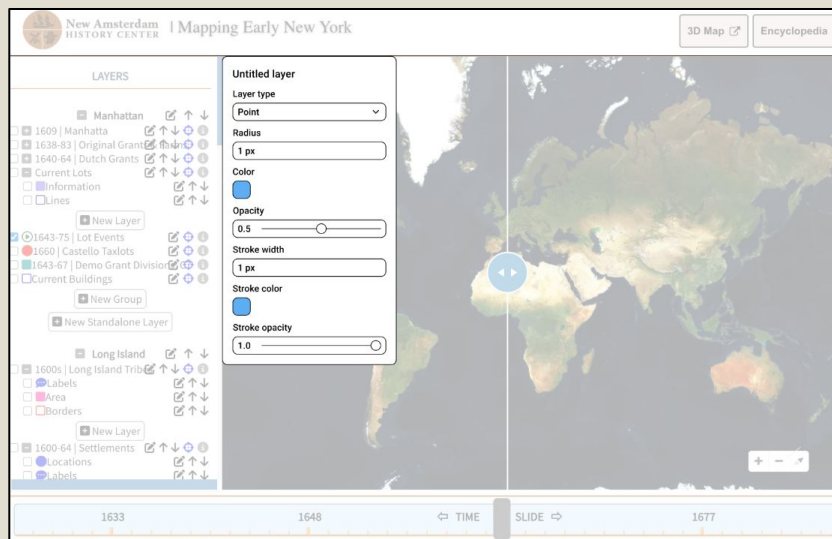 New Amsterdam
HISTORY CENTER
| Mapping Early New York
3D Map
Encyclopedia
LAYERS
Manhattan
1609 | Manhatta
1638-83 | Original Grants
1640-64 | Dutch Grants
Current Lots
Information
Lines
New Layer
1643-75 | Lot Events
1660 | Castello Taxlots
1643-67 | Demo Grant Division
Current Buildings
New Group
New Standalone Layer
Long Island
1600s | Long Island
Labels
Area
Borders
New Layer
1600-64 | Settlements
Locations
Labels
Untitled layer
Layer type
Point
Radius
1 px
Color
Opacity
0.5
Stroke width
1 px
Stroke color
Stroke opacity
1.0
1633
1648
TIME
SLIDE
1677